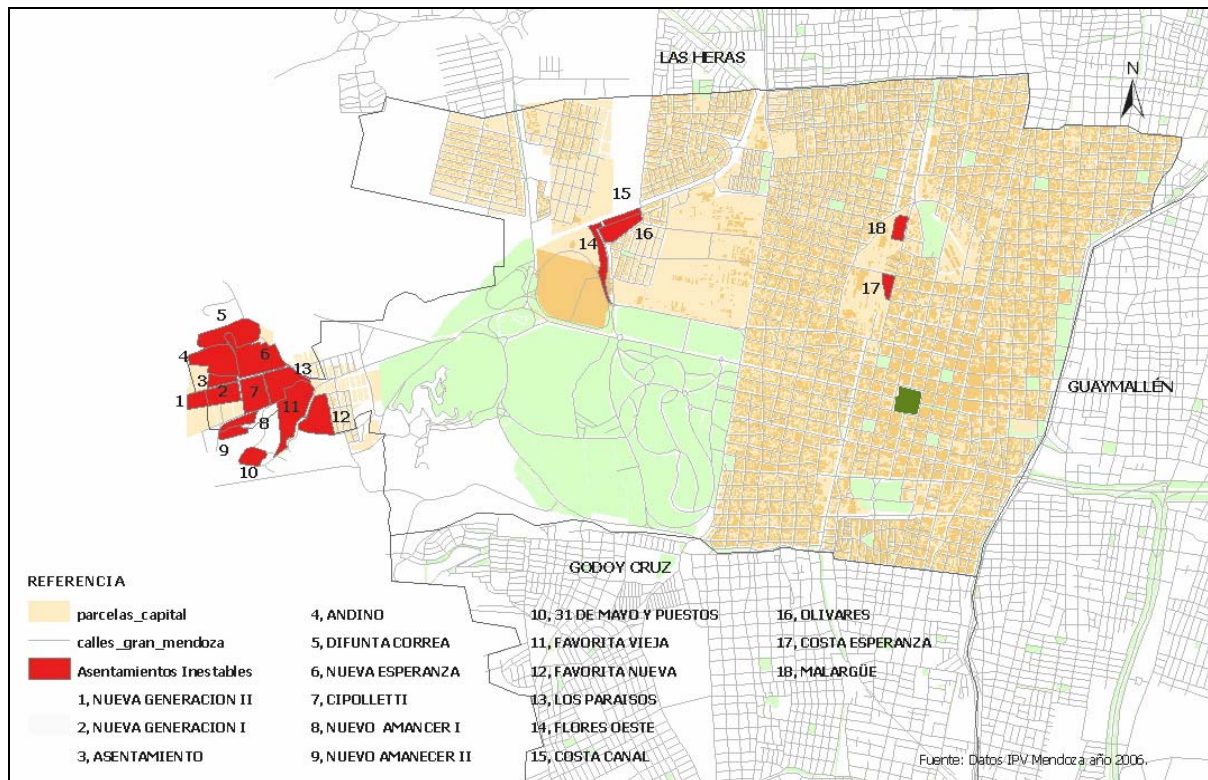 LAS HERAS
N
15
14
16
18
17
5
4
6
13
3
2
7
1
11
12
8
9
10
GUAYMALLÉN
GODOY CRUZ
REFERENCIA
parcelas_capital
calles_gran_mendoza
Asentamientos Inestables
1, NUEVA GENERACION II
2, NUEVA GENERACION I
3, ASENTAMIENTO
4, ANDINO
5, DIFUNTA CORREA
6, NUEVA ESPERANZA
7, CIPOLLETTI
8, NUEVO AMANCER I
9, NUEVO AMANECER II
10, 31 DE MAYO Y PUESTOS
11, FAVORITA VIEJA
12, FAVORITA NUEVA
13, LOS PARAISOS
14, FLORES OESTE
15, COSTA CANAL
16, OLIVARES
17, COSTA ESPERANZA
18, MALARGÜE
Fuente: Datos IPV Mendoza año 2006.